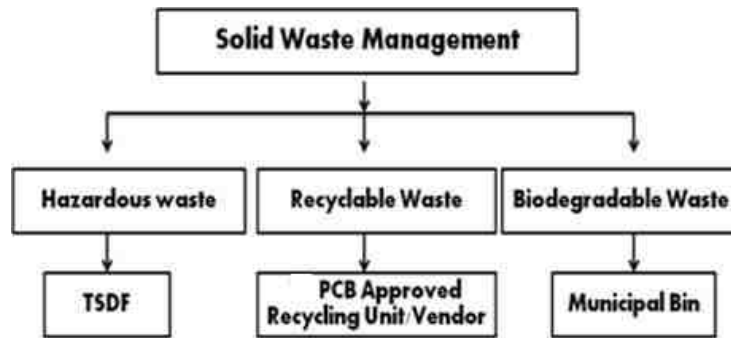 Solid Waste Management
Hazardous waste
Recyclable Waste
Biodegradable Waste
TSDF
PCB Approved
Recycling Unit/Vendor
Municipal Bin